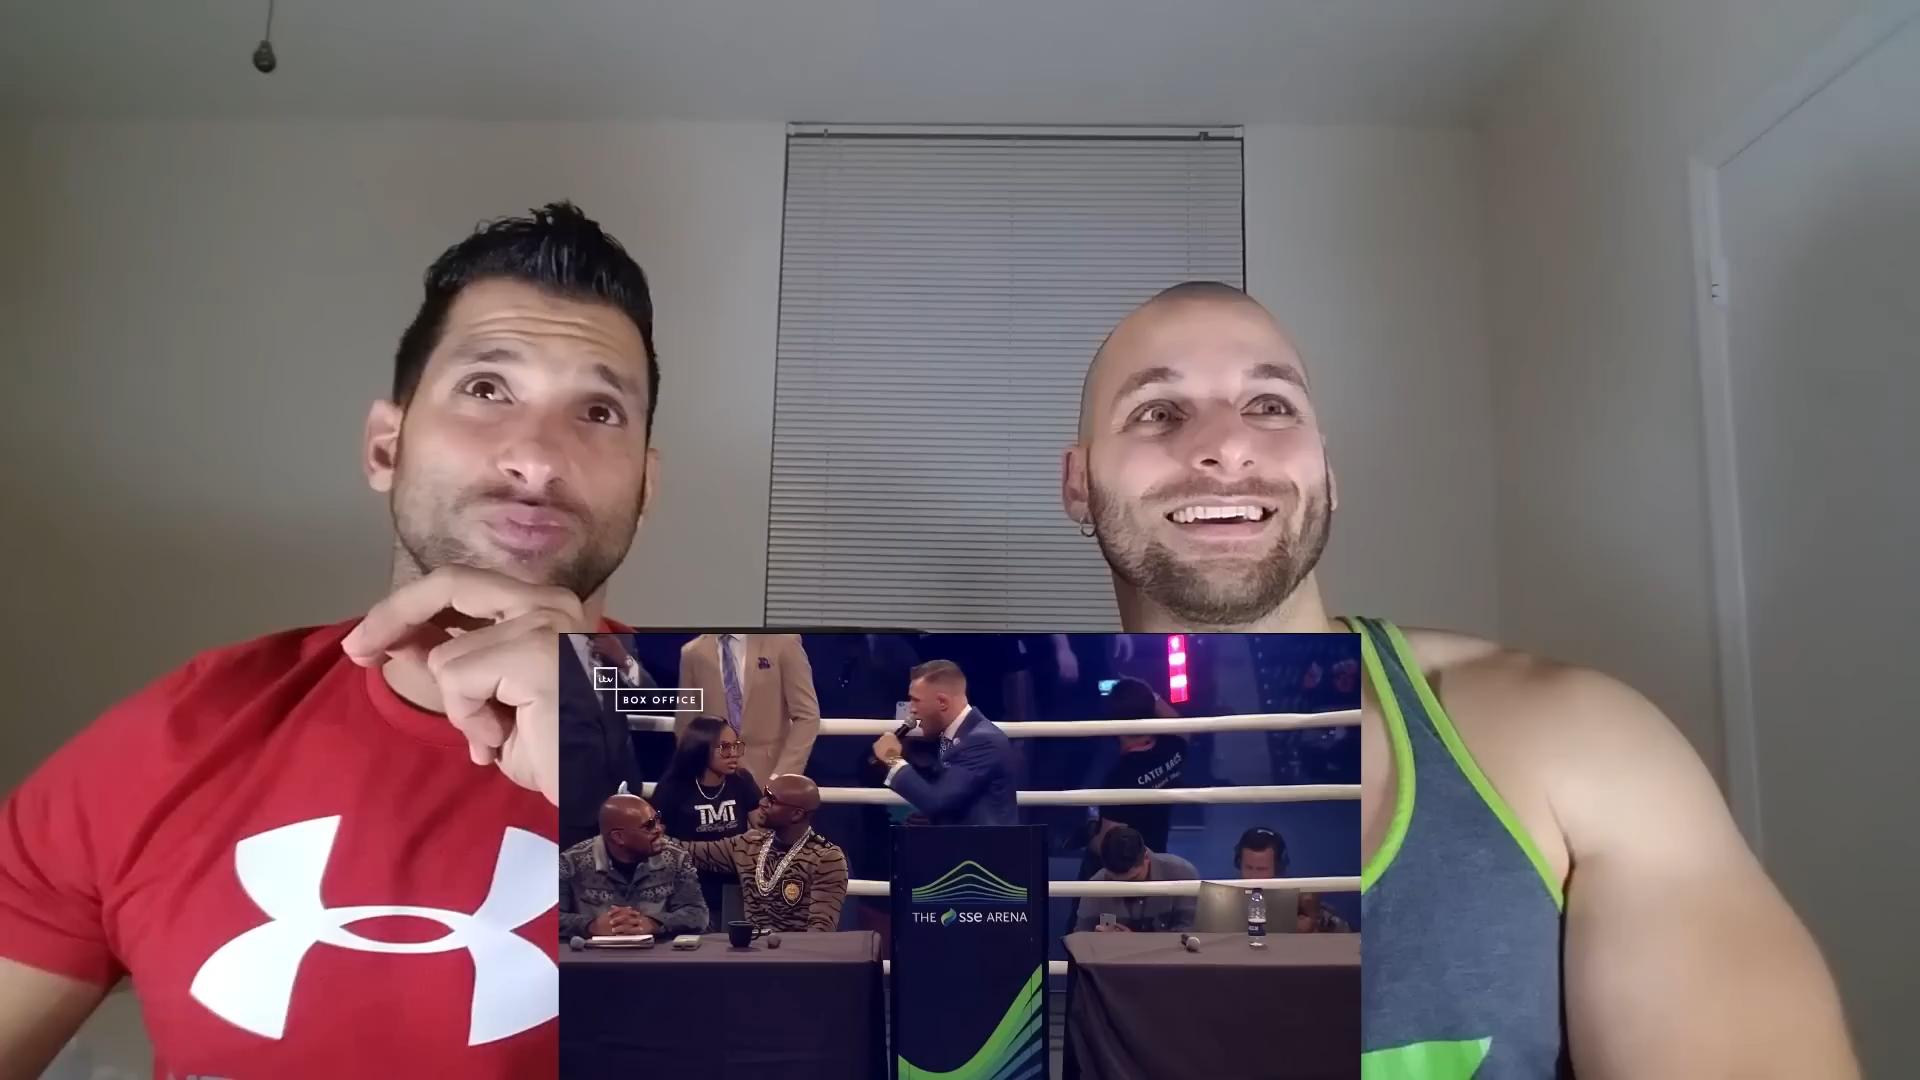 itv
BOX OFFICE
TMT
THE sse ARENA